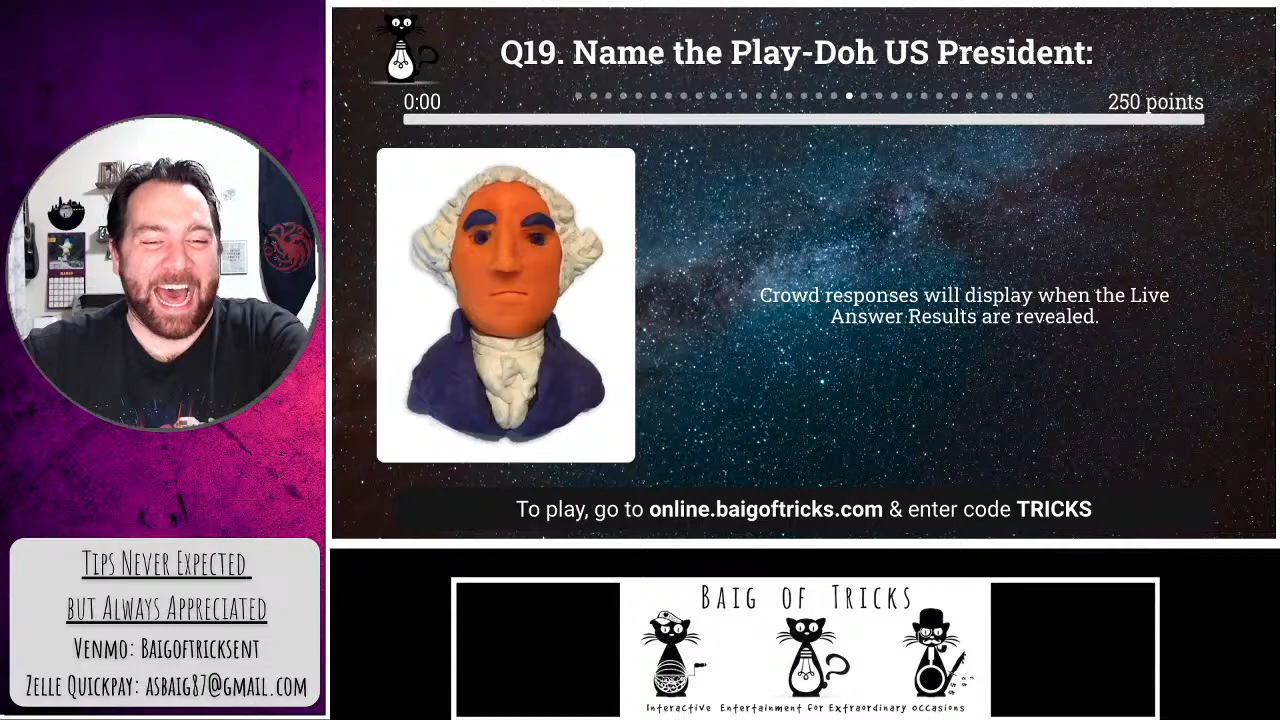 Q19. Name the Play-Doh US President:
0:00
250 points
Crowd responses will display when the Live
Answer Results are revealed.
To play, go to online.baigoftricks.com & enter code TRICKS
Tips Never Expected
but Always Appreciated
Venmo: Baigoftricksent
Zelle Quickpay: asbaig87@gmail.com
Baig of Tricks
Interactive Entertainment for Extraordinary Occasions